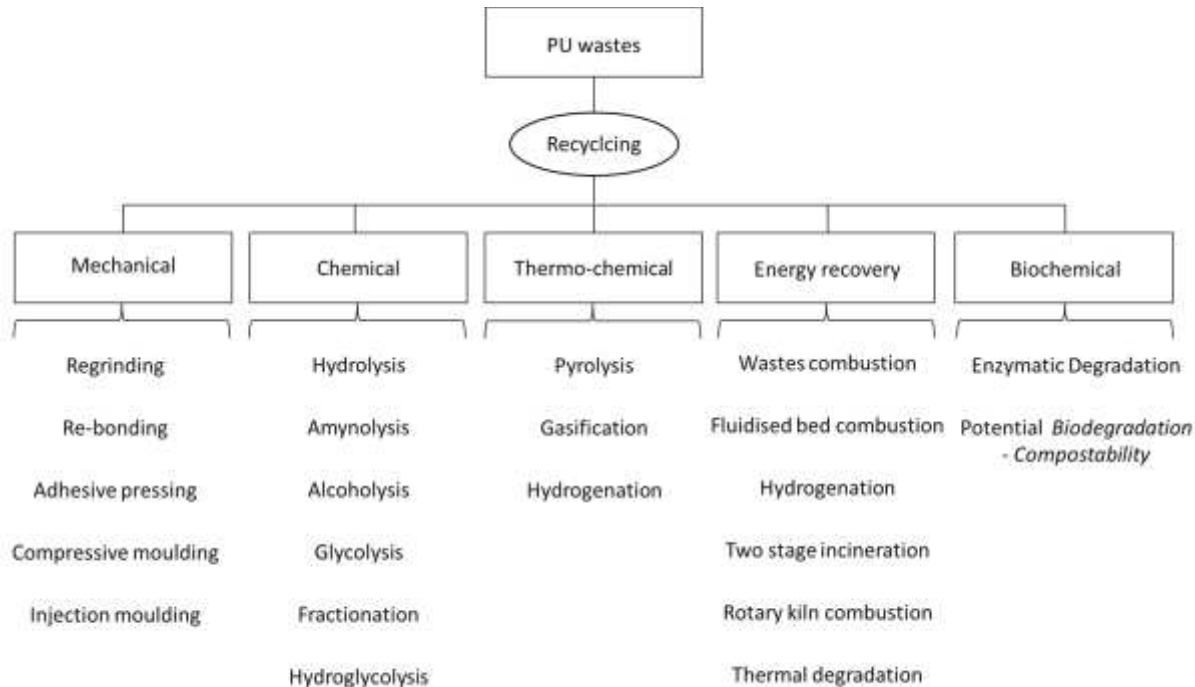 PU wastes
Recyclcing
Mechanical
Chemical
Thermo-chemical
Energy recovery
Biochemical
Regrinding
Re-bonding
Adhesive pressing
Compressive moulding
Injection moulding
Hydrolysis
Amynolysis
Alcoholysis
Glycolysis
Fractionation
Hydroglycolysis
Pyrolysis
Gasification
Hydrogenation
Wastes combustion
Fluidised bed combustion
Hydrogenation
Two stage incineration
Rotary kiln combustion
Thermal degradation
Enzymatic Degradation
Potential Biodegradation
- Compostability